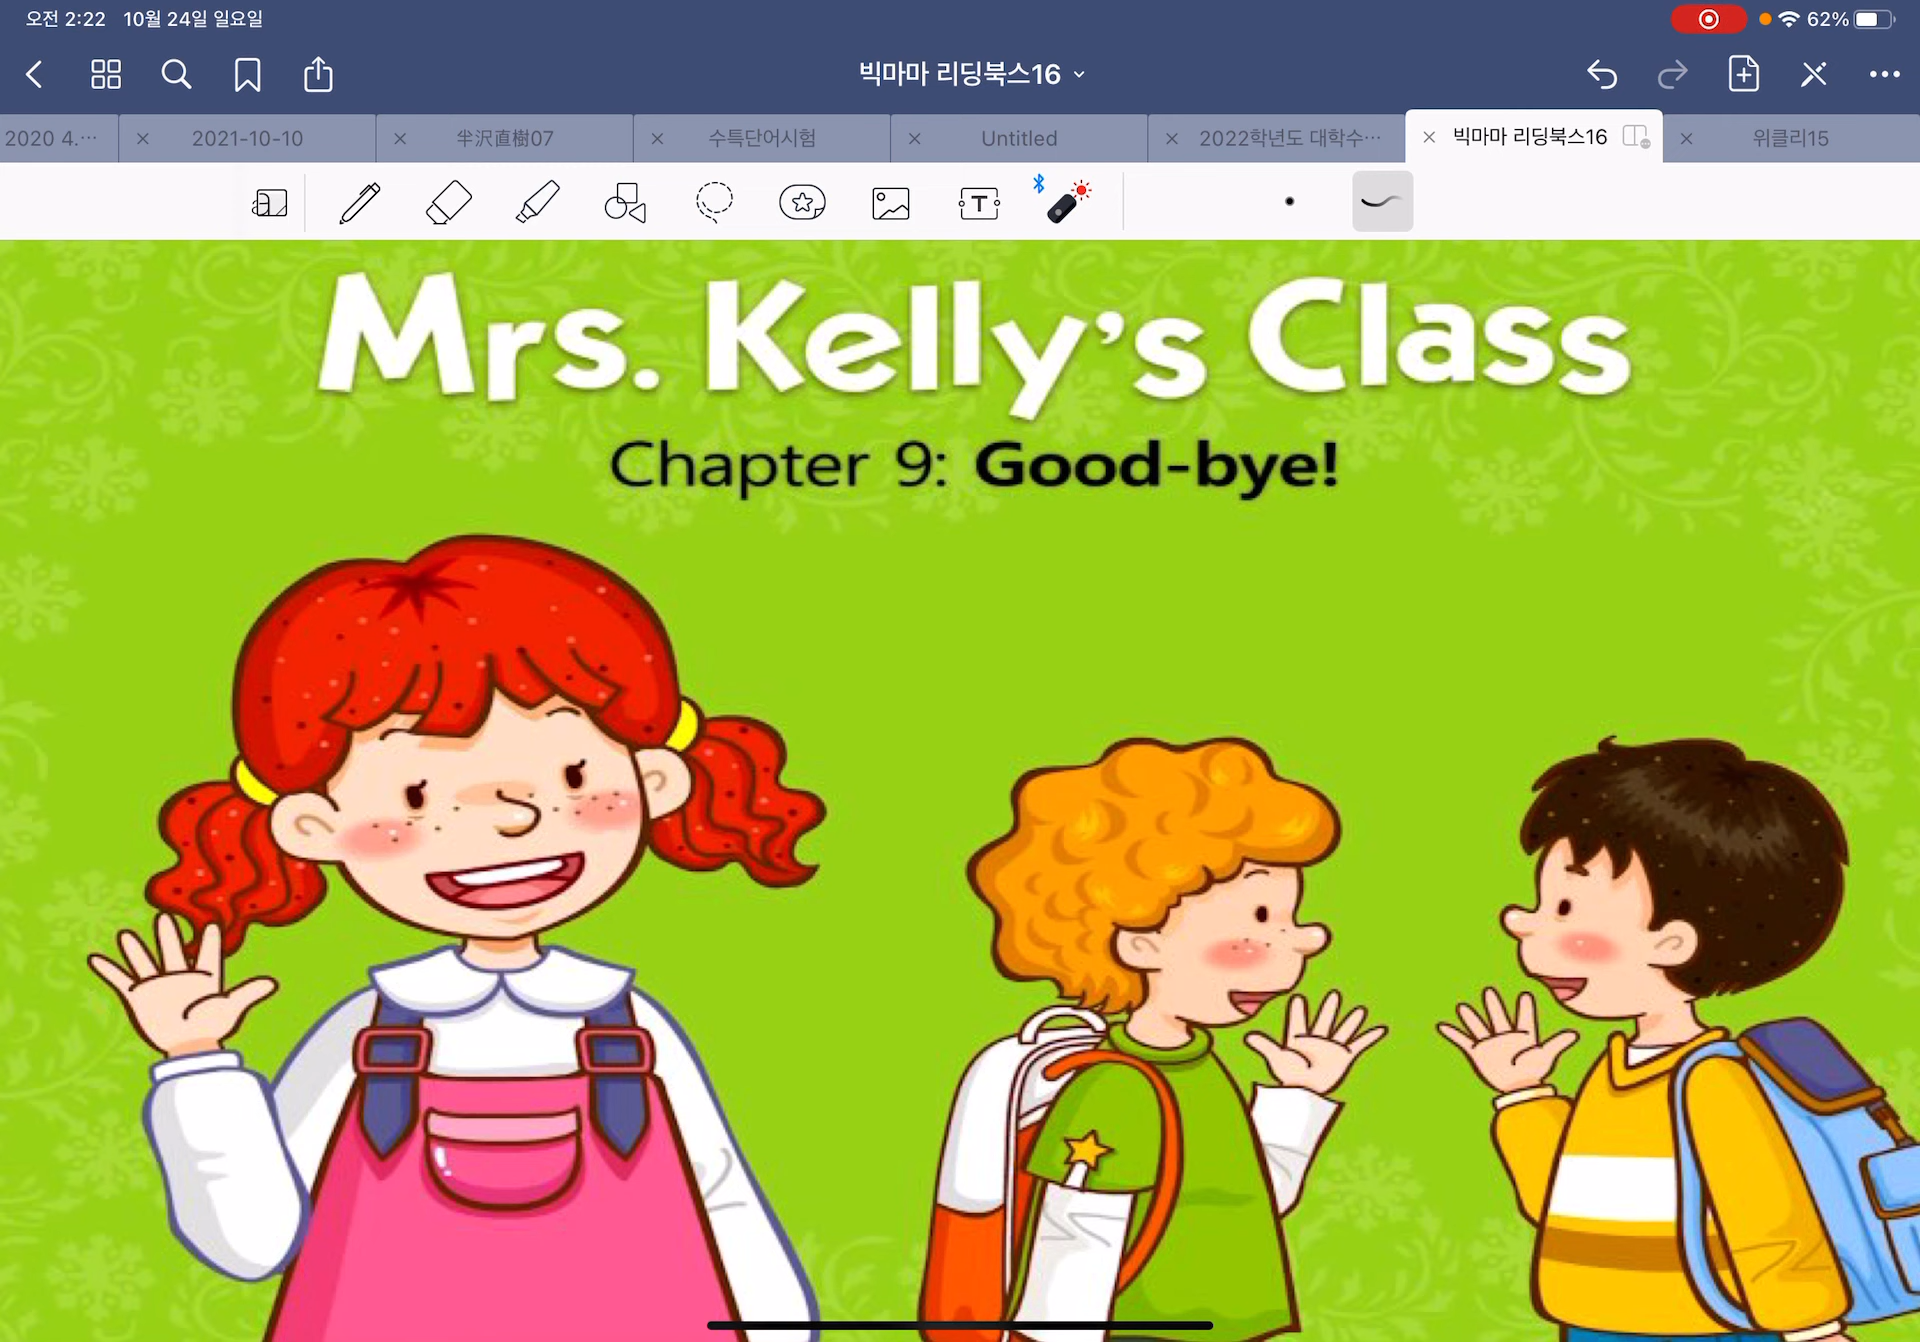 오전 2:22 10월 24일 일요일
62%
빅마마 리딩북스16
2020 4.…
2021-10-10
半沢直樹07
수특단어시험
Untitled
2022학년도 대학수…
빅마마 리딩북스16
위클리15
T
Mrs. Kelly's Class
Chapter 9: Good-bye!